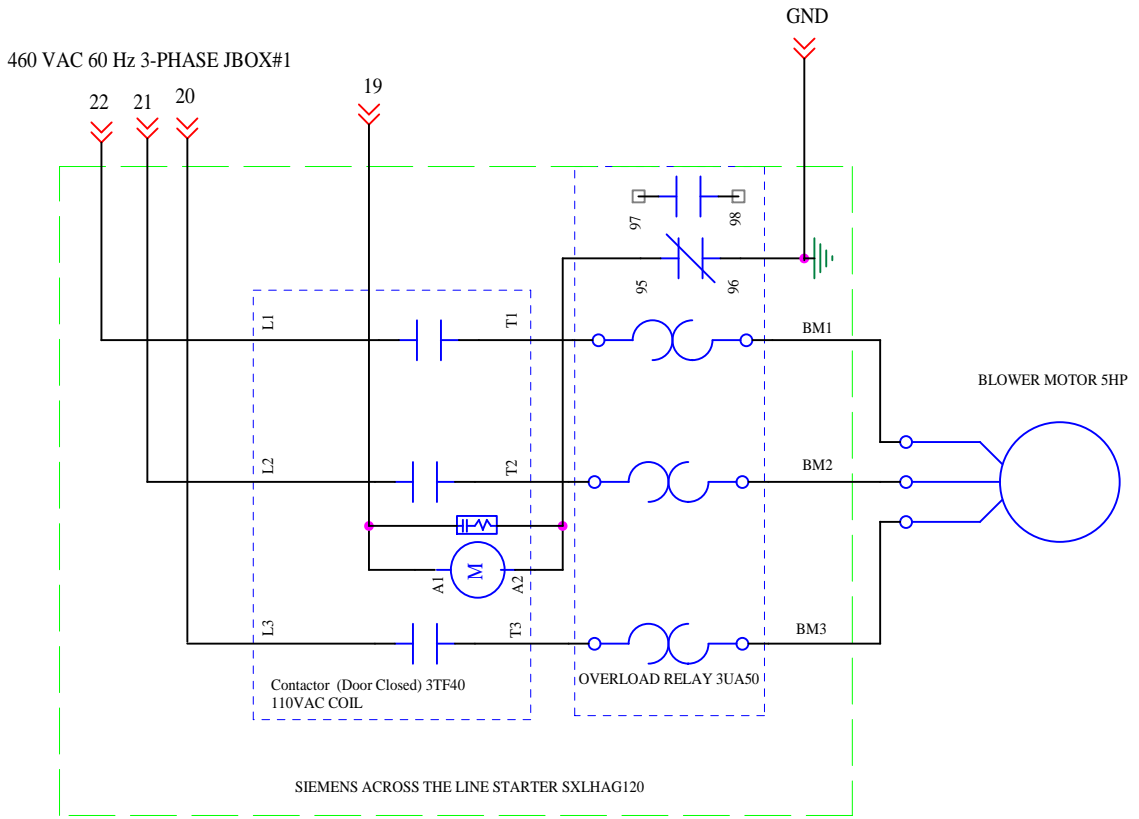 GND
460 VAC 60 Hz 3-PHASE JBOX#1
22
21
20
19
97
98
95
96
L1
T1
BM1
BLOWER MOTOR 5HP
L2
T2
BM2
A1
M
A2
L3
T3
BM3
Contactor (Door Closed) 3TF40
110VAC COIL
OVERLOAD RELAY 3UA50
SIEMENS ACROSS THE LINE STARTER SXLHAG120